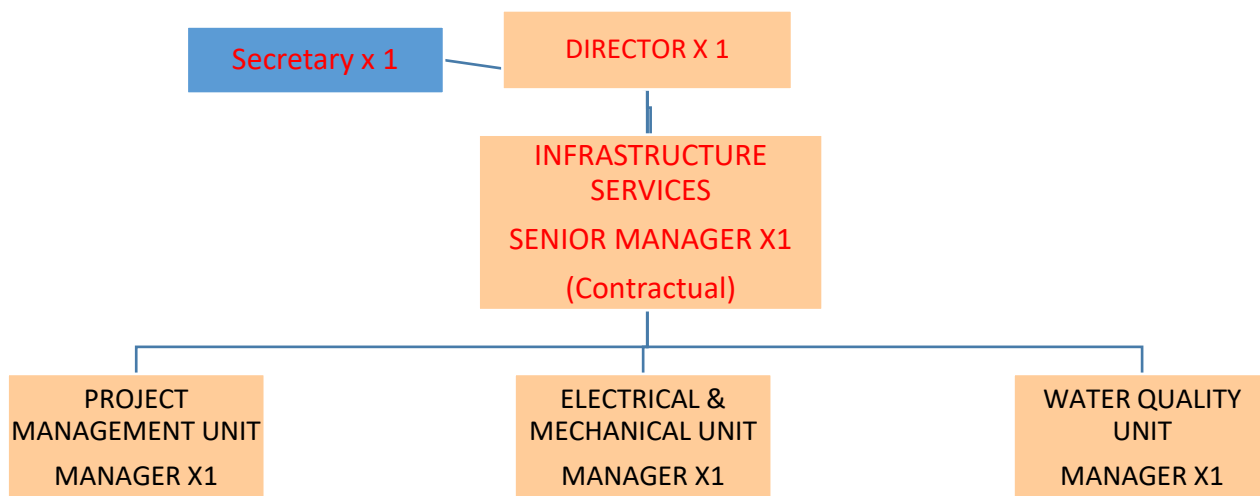 Secretary x 1
DIRECTOR X 1
INFRASTRUCTURE
SERVICES
SENIOR MANAGER X1
(Contractual)
PROJECT
MANAGEMENT UNIT
MANAGER X1
ELECTRICAL &
MECHANICAL UNIT
MANAGER X1
WATER QUALITY
UNIT
MANAGER X1